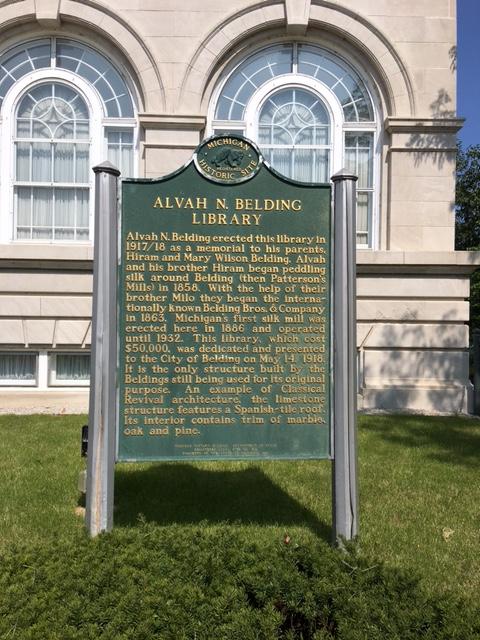 MICHIGAN
REGISTERED
HISTORIC SITE
ALVAH N. BELDING
LIBRARY
Alvah N. Belding erected this library in
1917/18 as a memorial to his parents,
Hiram and Mary Wilson Belding. Alvah
and his brother Hiram began peddling
silk around Belding (then Patterson's
Mills) in 1858. With the help of their
brother Milo they began the interna-
tionally known Belding Bros. & Company
in 1863. Michigan's first silk mill was
erected here in 1886 and operated
until 1932. This library, which cost
$50,000, was dedicated and presented
to the City of Belding on May 14, 1918.
It is the only structure built by the
Beldings still being used for its original
purpose. An example of Classical
Revival architecture, the limestone
structure features a Spanish-tile roof.
Its interior contains trim of marble,
oak and pine.